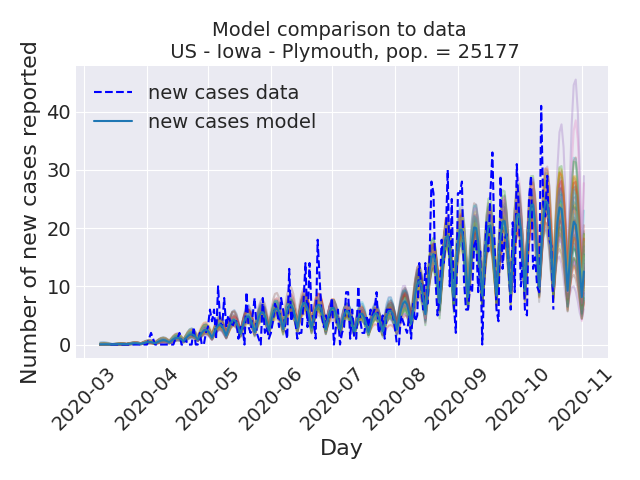 Model comparison to data
US - Iowa - Plymouth, pop. = 25177
new cases data
new cases model
Number of new cases reported
40
30
20
10
0
2020-03
2020-04
2020-05
2020-06
2020-07
2020-08
2020-09
2020-10
2020-11
Day